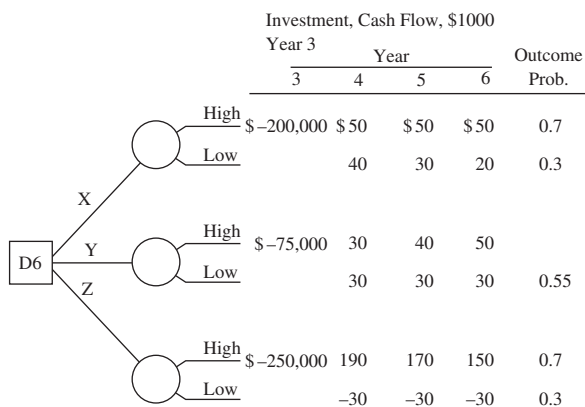 Investment, Cash Flow, $1000
Year 3
Year
Outcome
3 4 5 6 Prob.
High $–200,000 $50 $50 $50 0.7
Low 40 30 20 0.3
X
High $–75,000 30 40 50
Y
D6
Low 30 30 30 0.55
Z
High $–250,000 190 170 150 0.7
Low –30 –30 –30 0.3